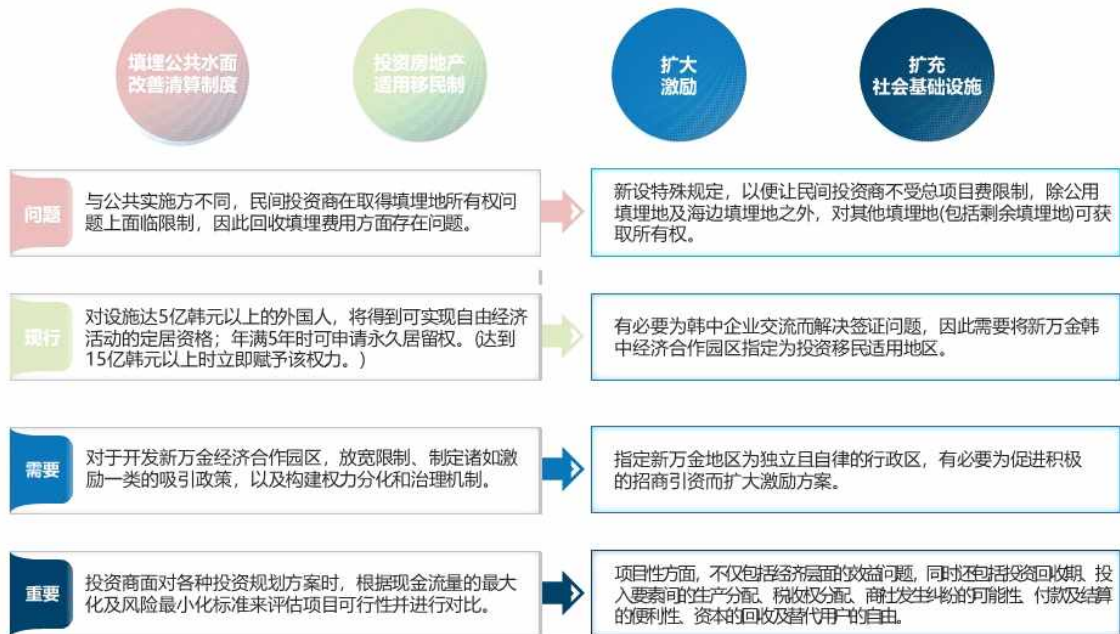 填埋公共水面
改善清算制度
投资房地产
适用移民制
扩大
激励
扩充
社会基础设施
问题
与公共实施方不同，民间投资商在取得填埋地所有权问
题上面临限制，因此回收填埋费用方面存在问题。
新设特殊规定，以便让民间投资商不受总项目费限制，除公用
填埋地及海边填埋地之外，对其他填埋地(包括剩余填埋地)可获
取所有权。
现行
对设施达5亿韩元以上的外国人，将得到可实现自由经济
活动的定居资格；年满5年时可申请永久居留权。(达到
15亿韩元以上时立即赋予该权力。)
有必要为韩中企业交流而解决签证问题，因此需要将新万金韩
中经济合作园区指定为投资移民适用地区。
需要
对于开发新万金经济合作园区，放宽限制、制定诸如激
励一类的吸引政策，以及构建权力分化和治理机制。
指定新万金地区为独立且自律的行政区，有必要为促进积极
的招商引资而扩大激励方案。
重要
投资商面对各种投资规划方案时，根据现金流量的最大
化及风险最小化标准来评估项目可行性并进行对比。
项目性方面，不仅包括经济层面的效益问题，同时还包括投资回收期、投
入要素间的生产分配、税收权分配、商社发生纠纷的可能性、付款及结算
的便利性、资本的回收及替代用户的自由。